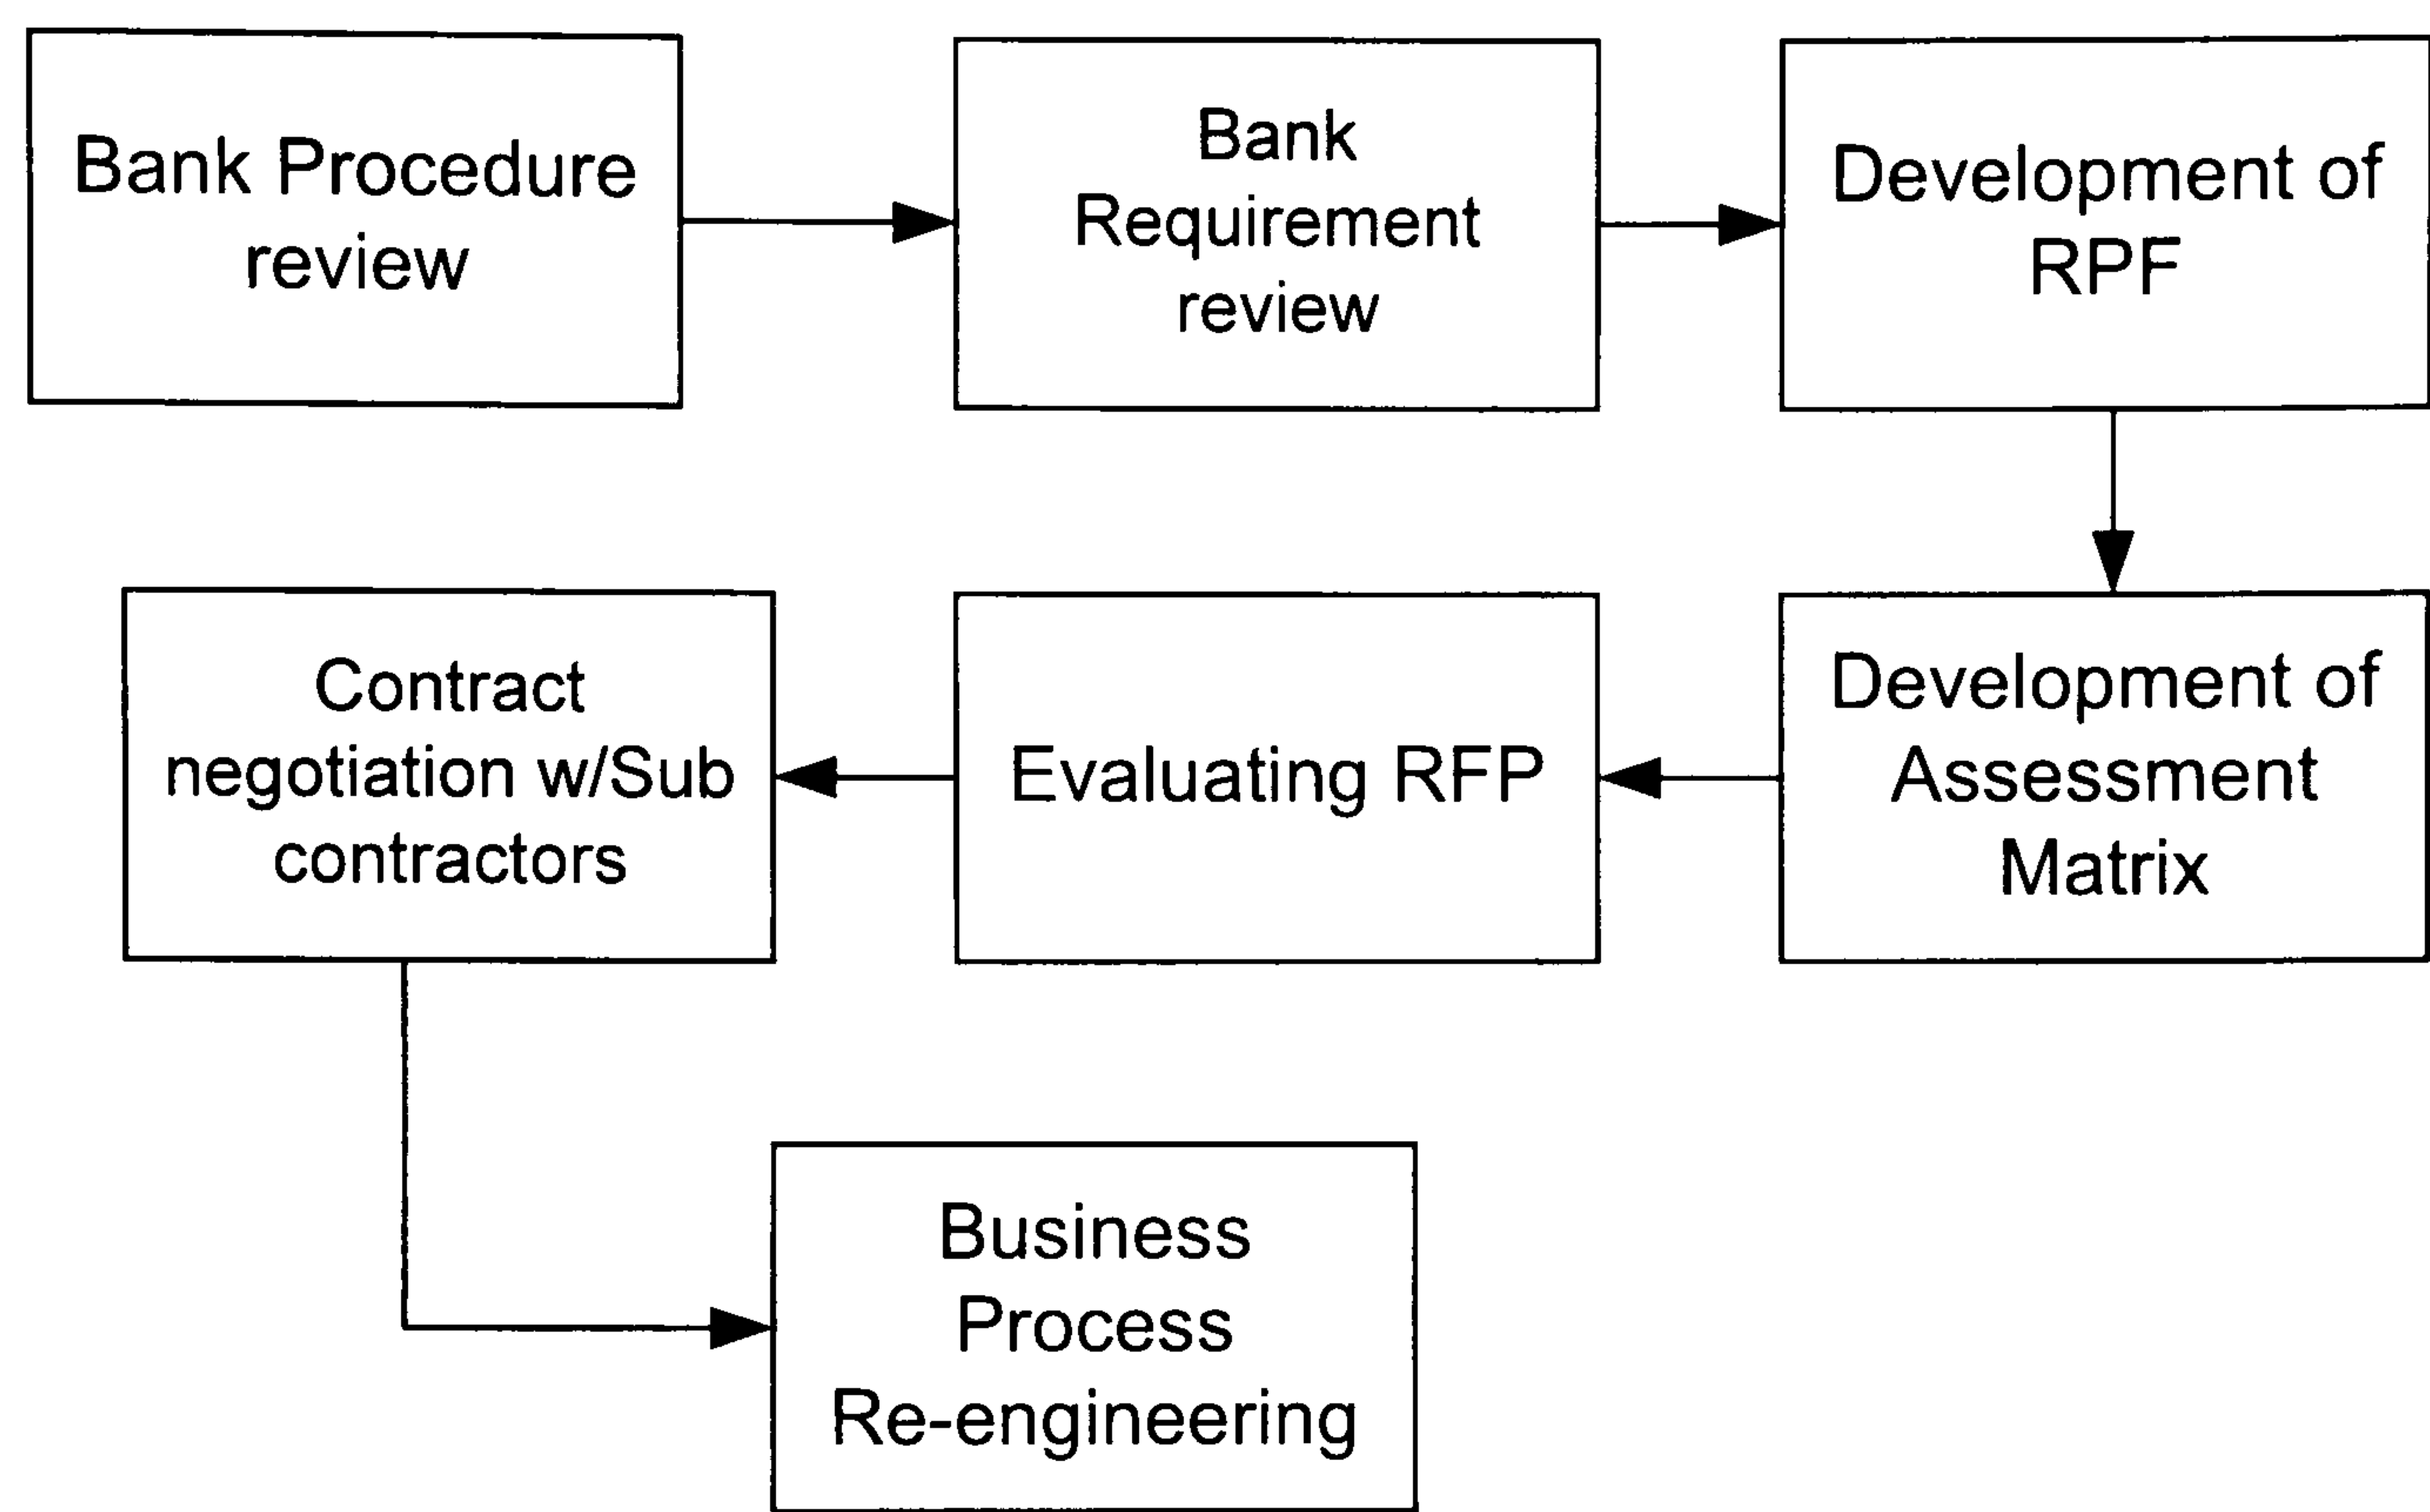 Bank Procedure
review
Bank
Requirement
review
Development of
RPF
Development of
Assessment
Matrix
Evaluating RFP
Contract
negotiation w/Sub
contractors
Business
Process
Re-engineering